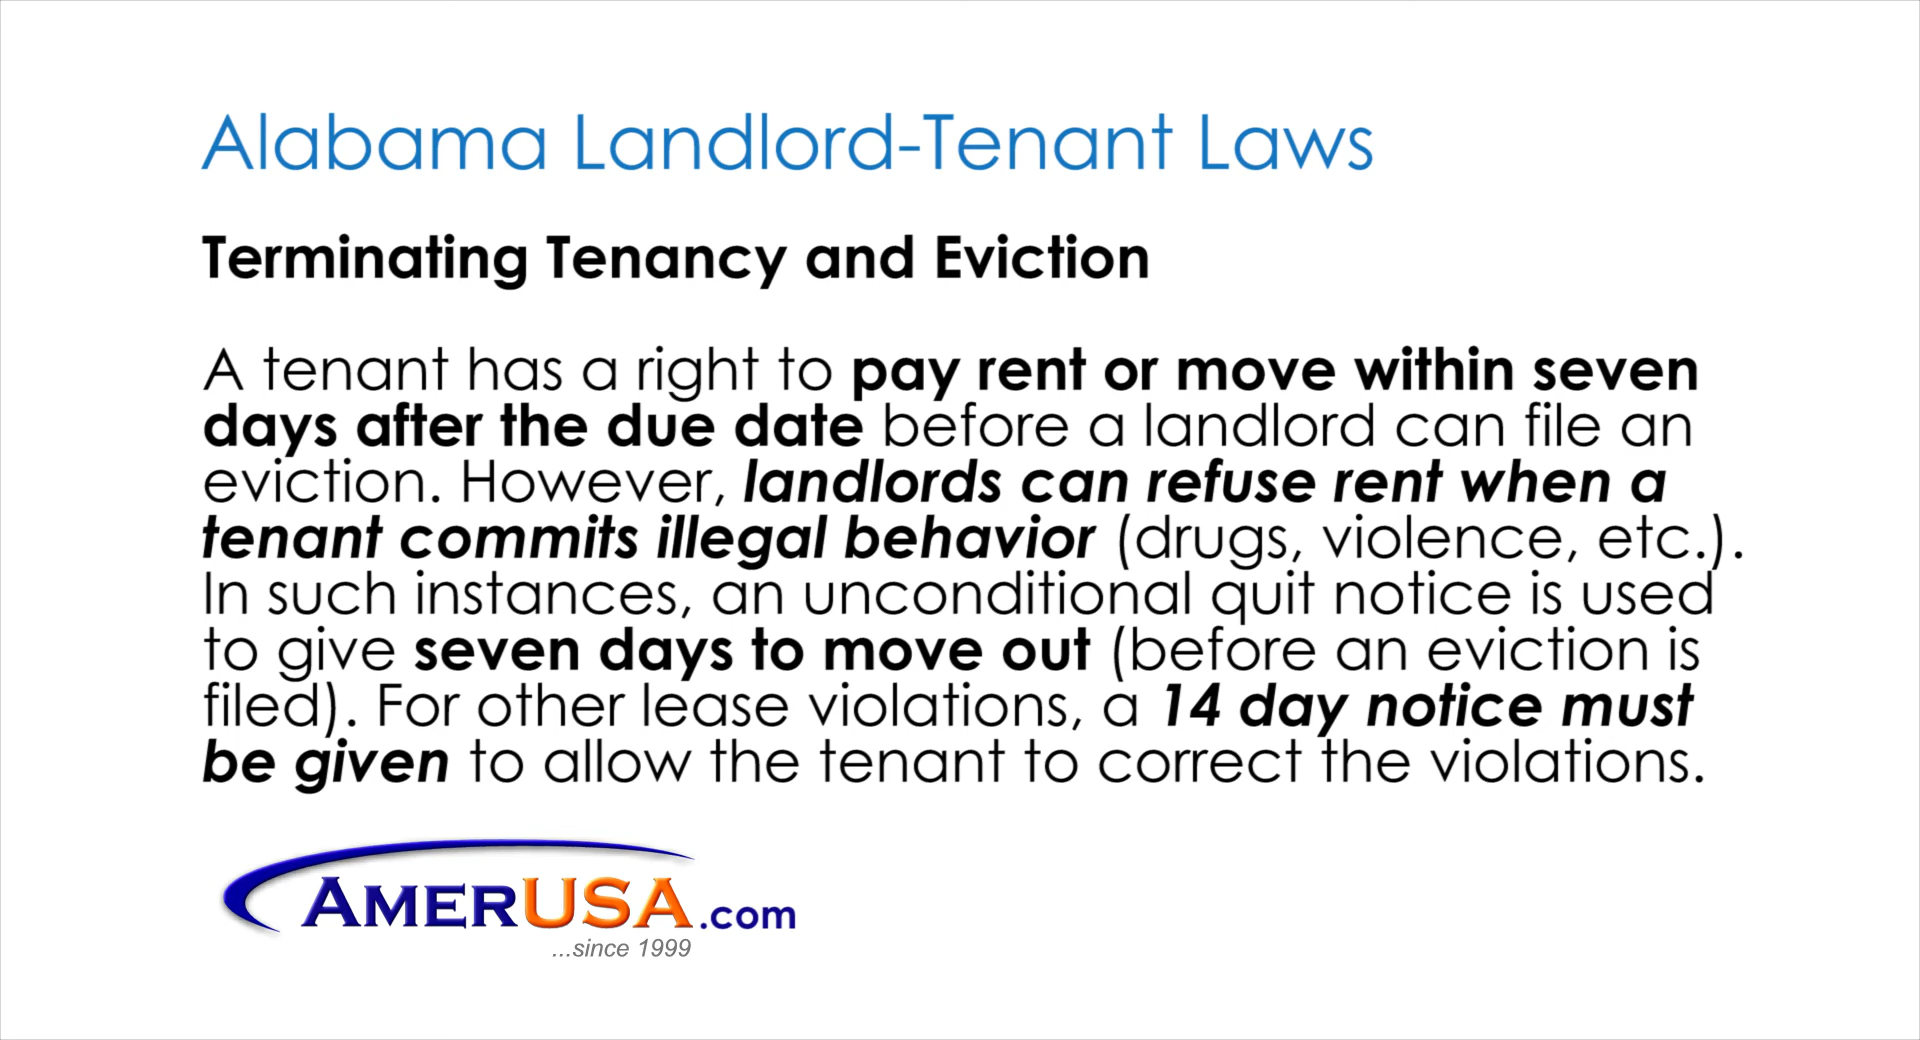 Alabama Landlord-Tenant Laws
Terminating Tenancy and Eviction
A tenant has a right to pay rent or move within seven
days after the due date before a landlord can file an
eviction. However, landlords can refuse rent when a
tenant commits illegal behavior (drugs, violence, etc.).
In such instances, an unconditional quit notice is used
to give seven days to move out (before an eviction is
filed). For other lease violations, a 14 day notice must
be given to allow the tenant to correct the violations.
AMERUSA.com
...since 1999